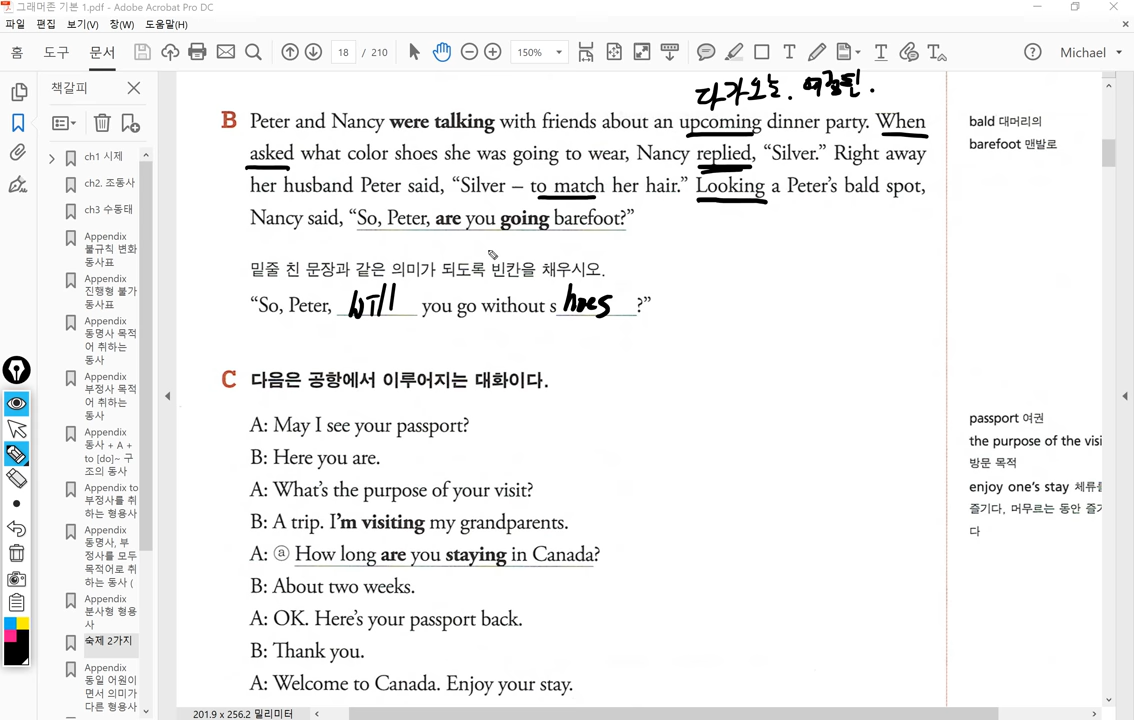 그래머존 기본 1.pdf - Adobe Acrobat Pro DC
파일 편집 보기(V) 창(W) 도움말(H)
홈 도구 문서 18 / 210 150% Michael
책갈피
ch1 시제
ch2. 조동사
ch3 수동태
Appendix
불규칙 변화
동사표
Appendix
진행형 불가
동사표
Appendix
동명사 목적
어 취하는
동사
Appendix
부정사 목적
어 취하는
동사
Appendix
동사 + A +
to [do]~ 구
조의 동사
Appendix to
부정사를 취
하는 형용사
Appendix
동명사, 부
정사를 모두
목적어로 취
하는 동사 (
Appendix
분사형 형용
사
숙제 2가지
Appendix
동일 어원이
면서 의미가
다른 형용사
다가오는.
B Peter and Nancy were talking with friends about an upcoming dinner party. When
asked what color shoes she was going to wear, Nancy replied, “Silver.” Right away
her husband Peter said, “Silver – to match her hair.” Looking a Peter’s bald spot,
Nancy said, “So, Peter, are you going barefoot?”
밑줄 친 문장과 같은 의미가 되도록 빈칸을 채우시오.
“So, Peter, will you go without shoes?”
C 다음은 공항에서 이루어지는 대화이다.
A: May I see your passport?
B: Here you are.
A: What’s the purpose of your visit?
B: A trip. I’m visiting my grandparents.
A: ⓐ How long are you staying in Canada?
B: About two weeks.
A: OK. Here’s your passport back.
B: Thank you.
A: Welcome to Canada. Enjoy your stay.
bald 대머리의
barefoot 맨발로
passport 여권
the purpose of the visi
방문 목적
enjoy one’s stay 체류를
즐기다, 머무르는 동안 즐기
다
201.9 x 256.2 밀리미터